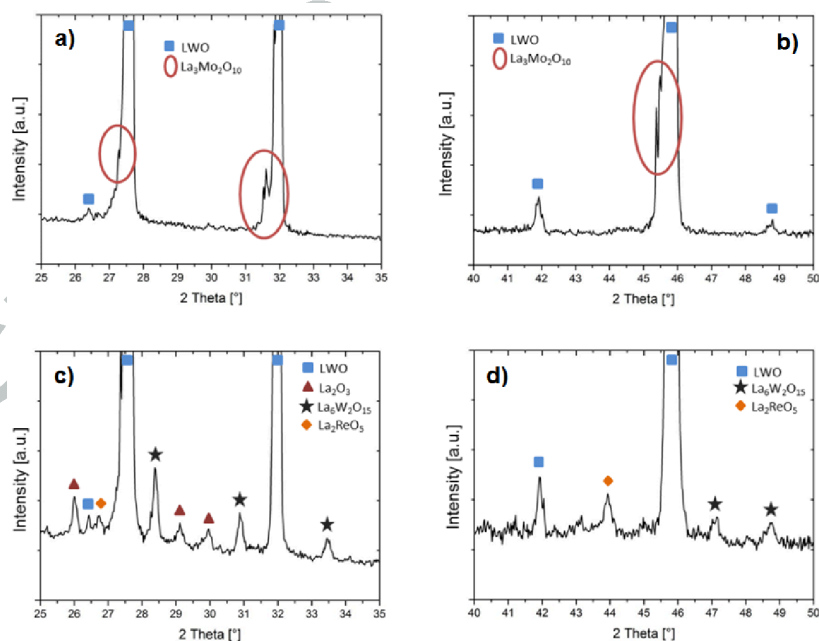 a)
LWO
La₃Mo₂O₁₀
Intensity [a.u.]
25 26 27 28 29 30 31 32 33 34 35
2 Theta [°]
b)
LWO
La₃Mo₂O₁₀
Intensity [a.u.]
40 41 42 43 44 45 46 47 48 49 50
2 Theta [°]
c)
LWO
La₂O₃
La₆W₂O₁₅
La₂ReO₅
Intensity [a.u.]
25 26 27 28 29 30 31 32 33 34 35
2 Theta [°]
d)
LWO
La₆W₂O₁₅
La₂ReO₅
Intensity [a.u.]
40 41 42 43 44 45 46 47 48 49 50
2 Theta [°]